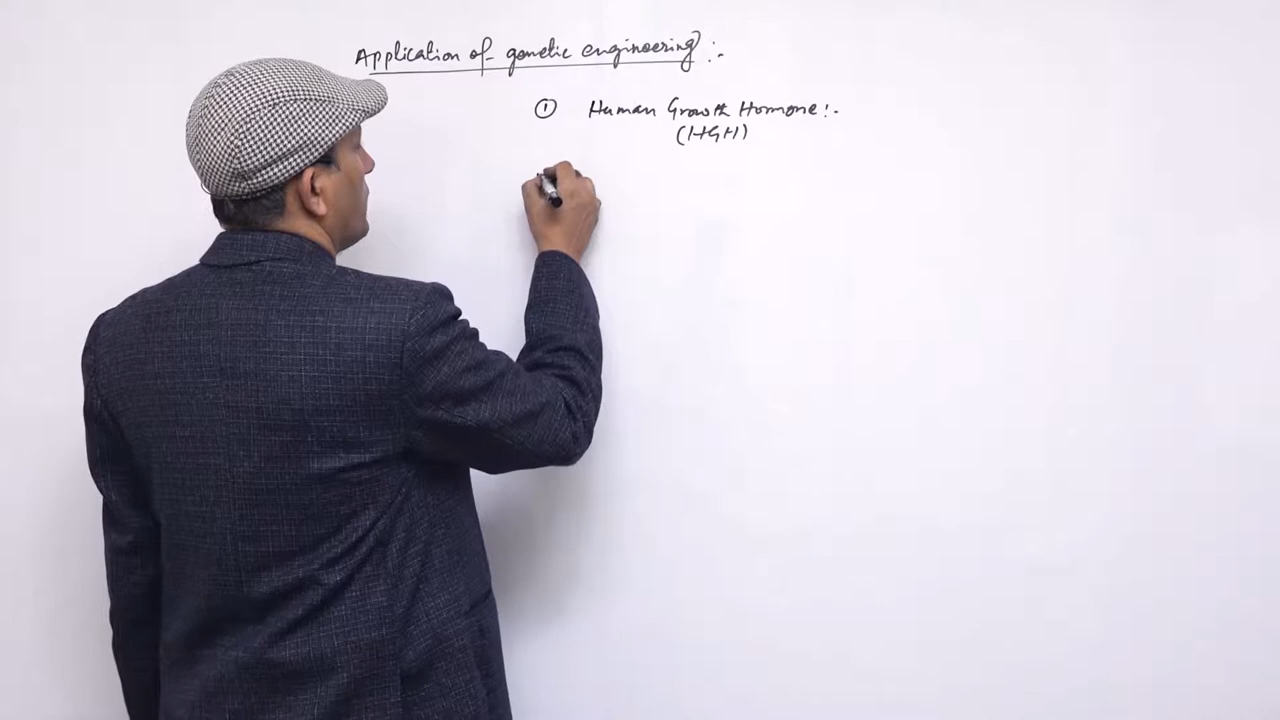 Application of genetic engineering :-
① Human Growth Hormone :-
(HGH)